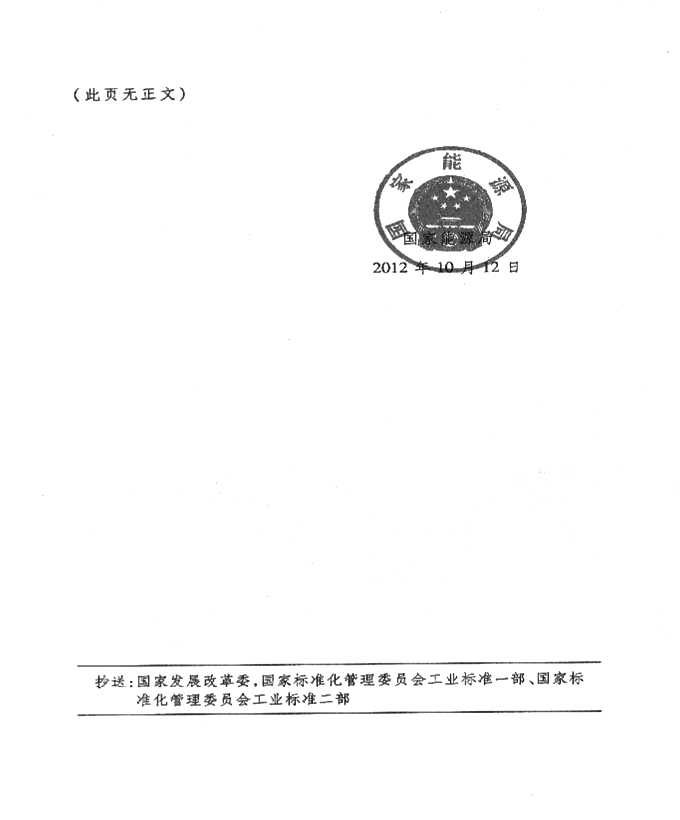 （此页无正文）
国家能源局
国家能源局
2012 年 10 月 12 日
抄送：国家发展改革委，国家标准化管理委员会工业标准一部、国家标
准化管理委员会工业标准二部